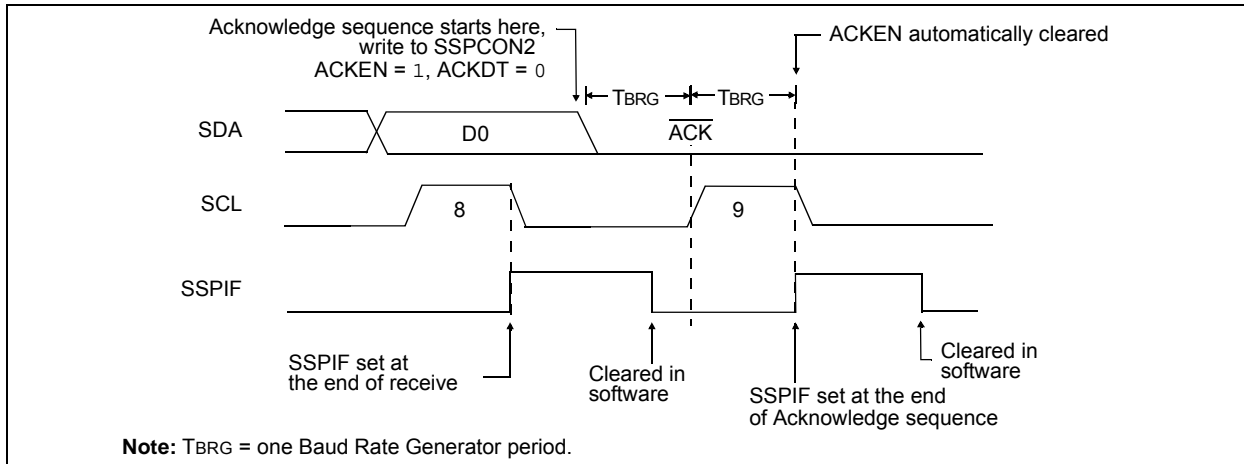 Acknowledge sequence starts here,
write to SSPCON2
ACKEN = 1, ACKDT = 0
ACKEN automatically cleared
TBRG
TBRG
SDA
D0
ACK
SCL
8
9
SSPIF
SSPIF set at
the end of receive
Cleared in
software
SSPIF set at the end
of Acknowledge sequence
Cleared in
software
Note: TBRG = one Baud Rate Generator period.